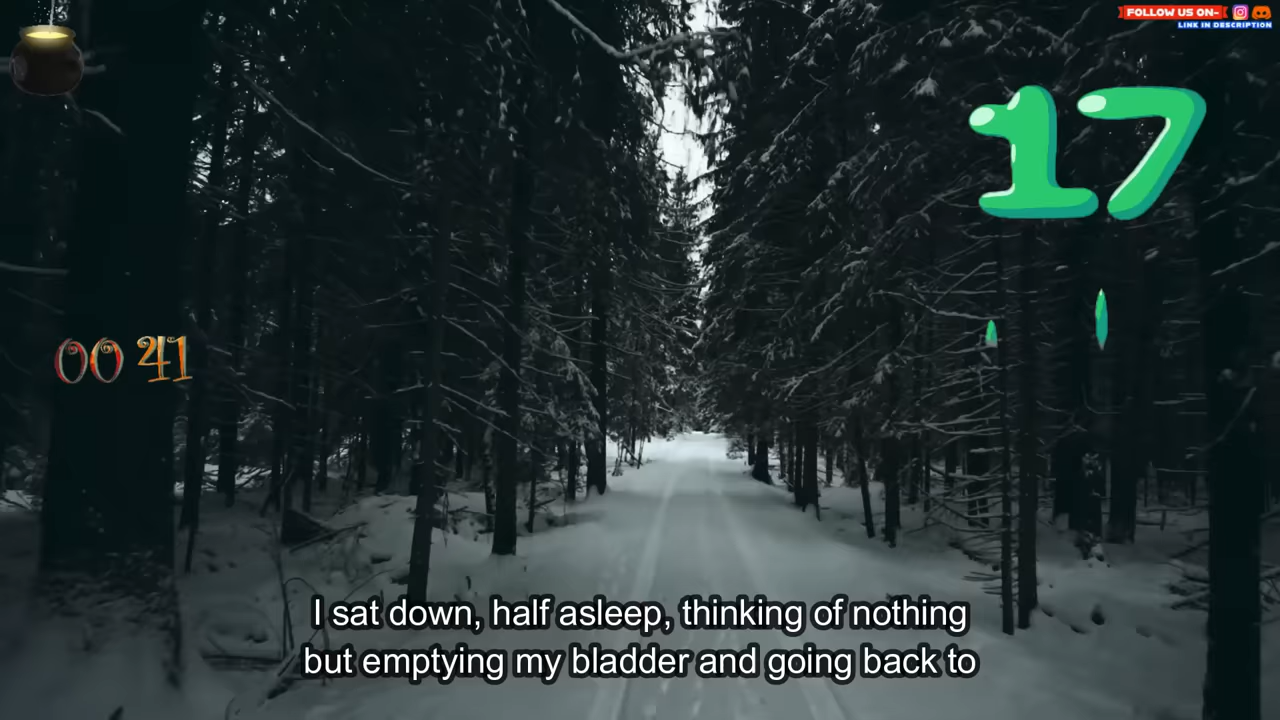 FOLLOW US ON-
LINK IN DESCRIPTION
17
00 41
I sat down, half asleep, thinking of nothing
but emptying my bladder and going back to